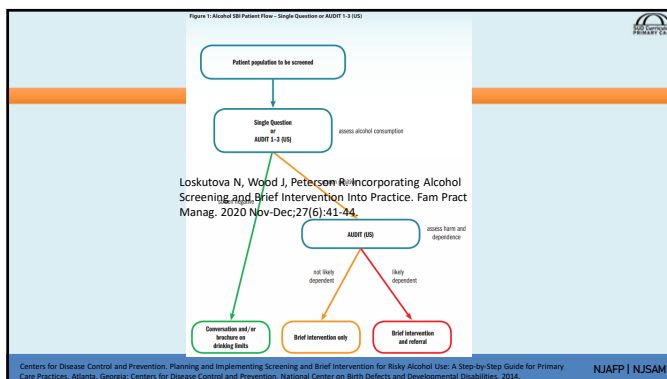 Figure 1: Alcohol SBI Patient Flow – Single Question or AUDIT 1-3 (US)
SUD Curricul
PRIMARY CA
Patient population to be screened
Single Question
or
AUDIT 1-3 (US)
assess alcohol consumption
Loskutova N, Wood J, Peterson R. Incorporating Alcohol
Screening and Brief Intervention Into Practice. Fam Pract
Manag. 2020 Nov-Dec;27(6):41-44.
AUDIT (US)
assess harm and
dependence
not likely
dependent
likely
dependent
Conversation and/or
brochure on
drinking limits
Brief intervention only
Brief intervention
and referral
Centers for Disease Control and Prevention. Planning and Implementing Screening and Brief Intervention for Risky Alcohol Use: A Step-by-Step Guide for Primary
Care Practices. Atlanta, Georgia: Centers for Disease Control and Prevention, National Center on Birth Defects and Developmental Disabilities, 2014.
NJAFP | NJSAM